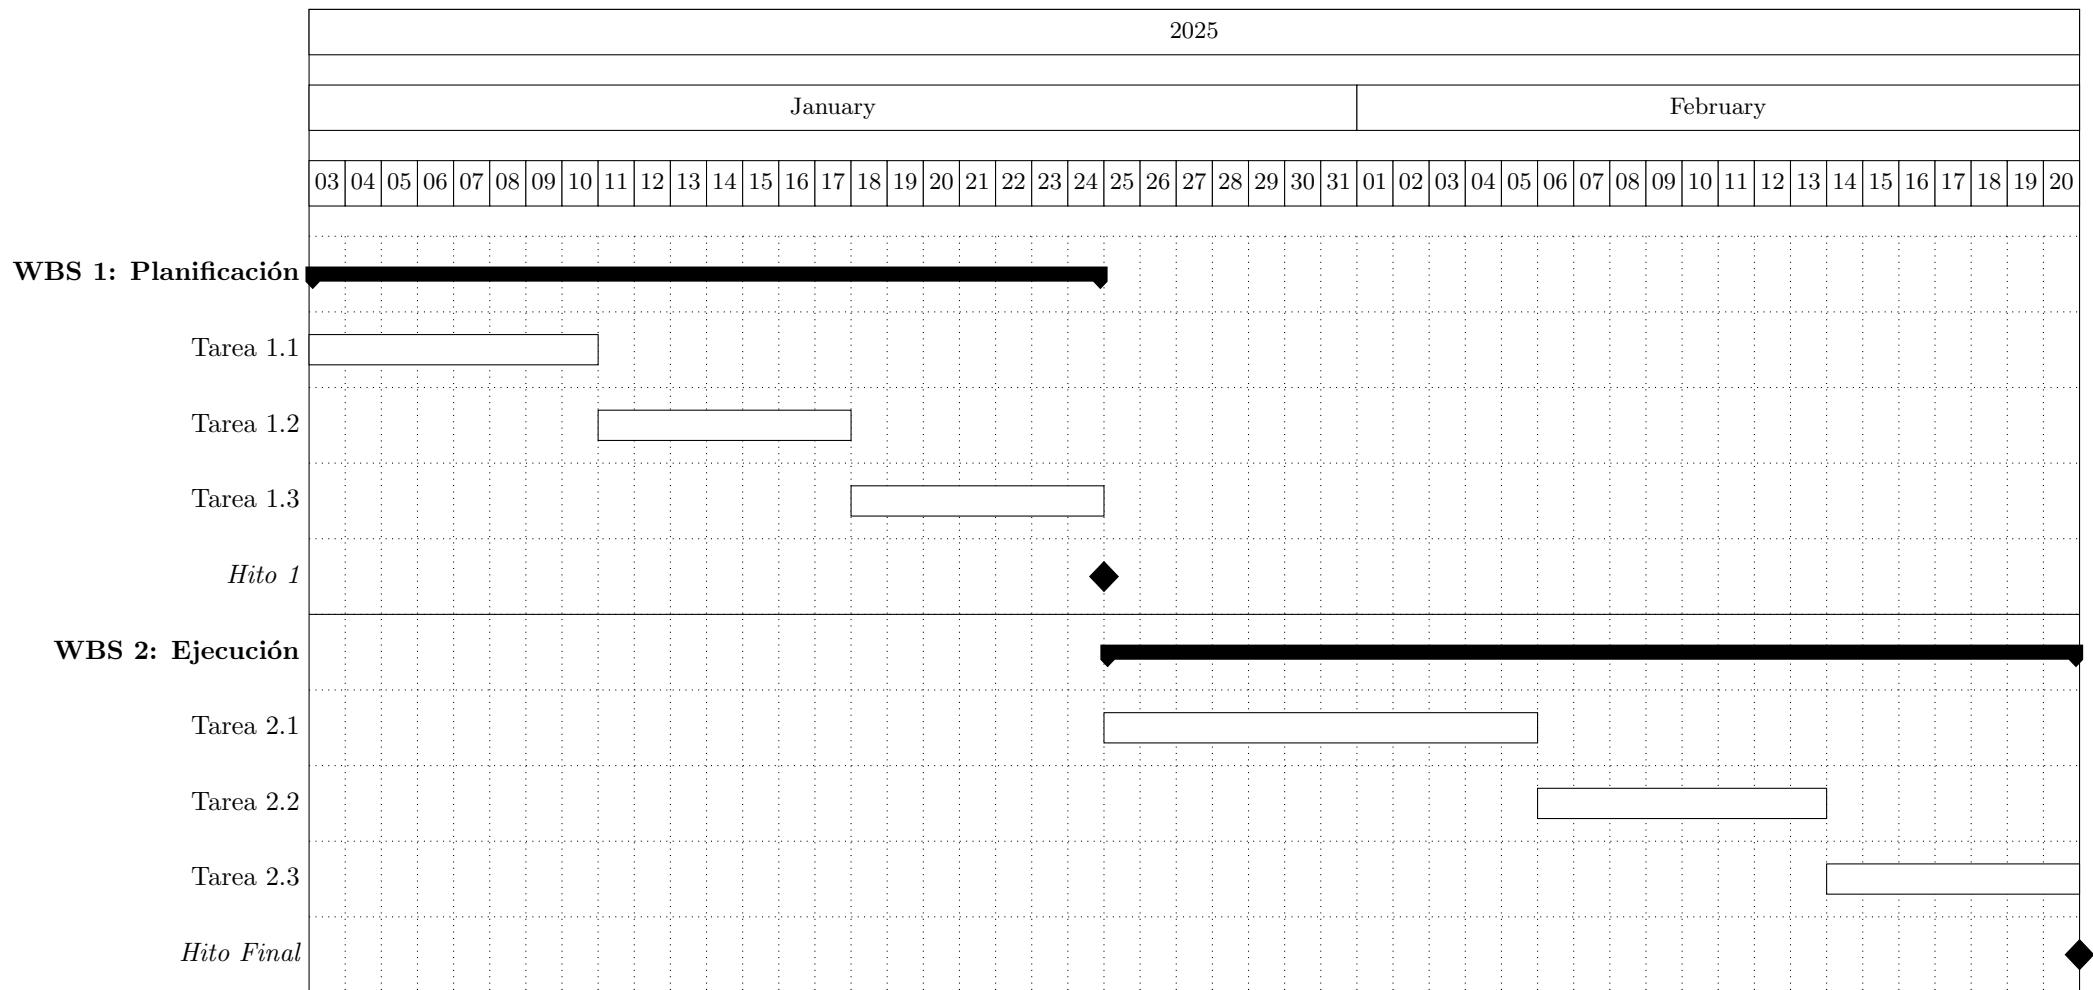 2025
January February
03 04 05 06 07 08 09 10 11 12 13 14 15 16 17 18 19 20 21 22 23 24 25 26 27 28 29 30 31 01 02 03 04 05 06 07 08 09 10 11 12 13 14 15 16 17 18 19 20
WBS 1: Planificación
Tarea 1.1
Tarea 1.2
Tarea 1.3
Hito 1
WBS 2: Ejecución
Tarea 2.1
Tarea 2.2
Tarea 2.3
Hito Final